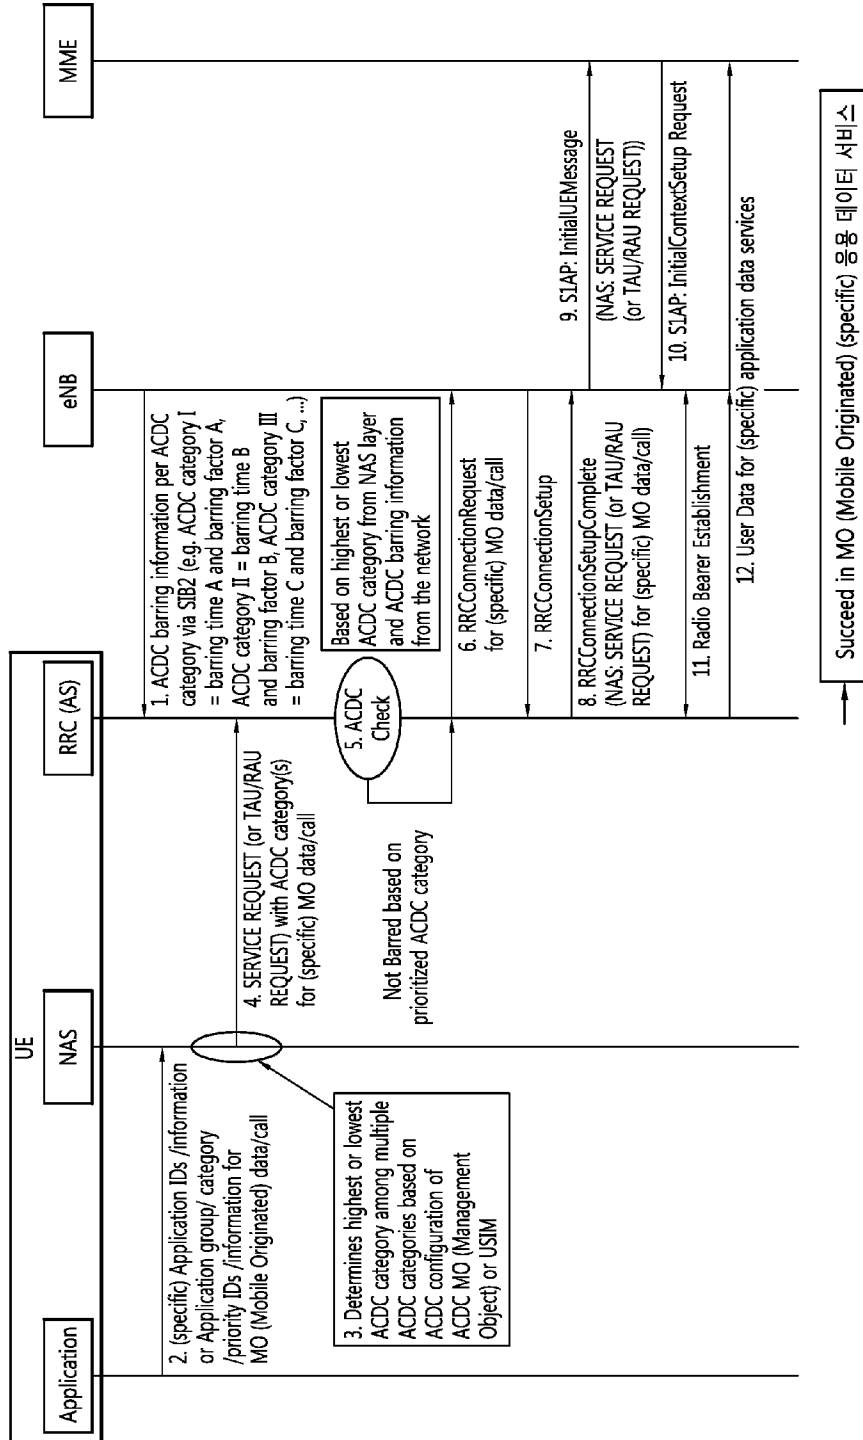 UE
Application
NAS
RRC (AS)
eNB
MME
1. ACDC barring information per ACDC
category via SIB2 (e.g. ACDC category I
= barring time A and barring factor A,
ACDC category II = barring time B
and barring factor B, ACDC category III
= barring time C and barring factor C, ...)
2. (specific) Application IDs /information
or Application group/ category
/priority IDs /information for
MO (Mobile Originated) data/call
3. Determines highest or lowest
ACDC category among multiple
ACDC categories based on
ACDC configuration of
ACDC MO (Management
Object) or USIM
4. SERVICE REQUEST (or TAU/RAU
REQUEST) with ACDC category(s)
for (specific) MO data/call
5. ACDC
Check
Based on highest or lowest
ACDC category from NAS layer
and ACDC barring information
from the network
Not Barred based on
prioritized ACDC category
6. RRCConnectionRequest
for (specific) MO data/call
7. RRCConnectionSetup
8. RRCConnectionSetupComplete
(NAS: SERVICE REQUEST (or TAU/RAU
REQUEST) for (specific) MO data/call)
9. S1AP: InitialUEMessage
(NAS: SERVICE REQUEST
(or TAU/RAU REQUEST))
10. S1AP: InitialContextSetup Request
11. Radio Bearer Establishment
12. User Data for (specific) application data services
Succeed in MO (Mobile Originated) (specific) 응용 데이터 서비스